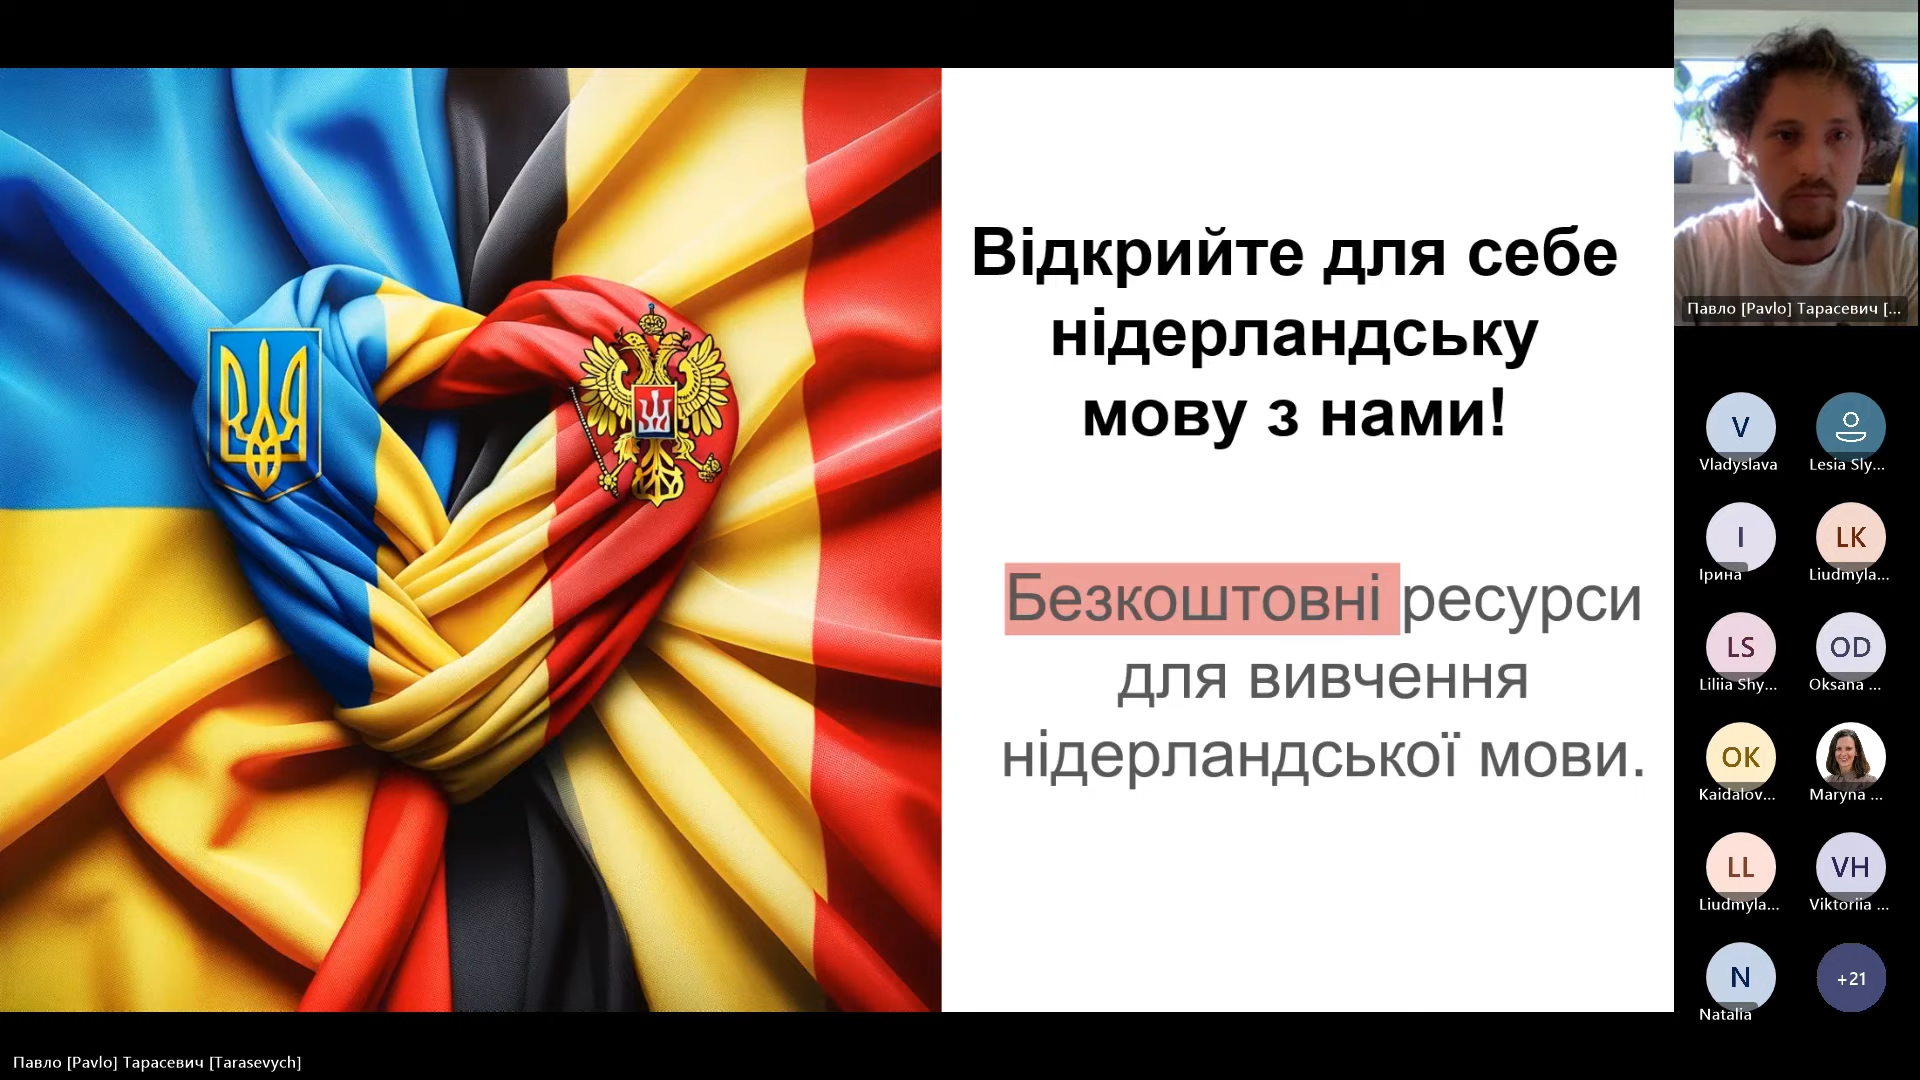 Відкрийте для себе
нідерландську
мову з нами!
Безкоштовні ресурси
для вивчення
нідерландської мови.
Павло [Pavlo] Тарасевич [...
V
Vladyslava
Lesia Sly...
I
Ірина
LK
Liudmyla...
LS
Liliia Shy...
OD
Oksana ...
OK
Kaidalov...
Maryna ...
LL
Liudmyla...
VH
Viktoriia ...
N
Natalia
+21
Павло [Pavlo] Тарасевич [Tarasevych]